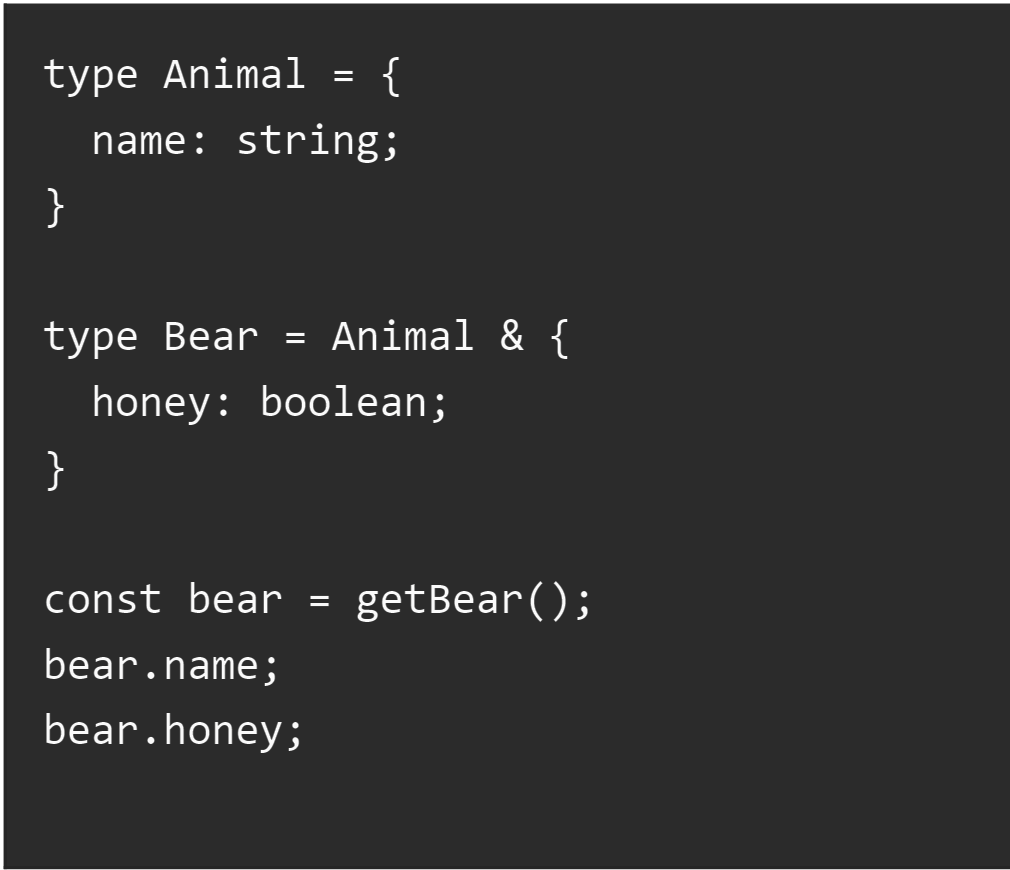 type Animal = {
  name: string;
}

type Bear = Animal & {
  honey: boolean;
}

const bear = getBear();
bear.name;
bear.honey;